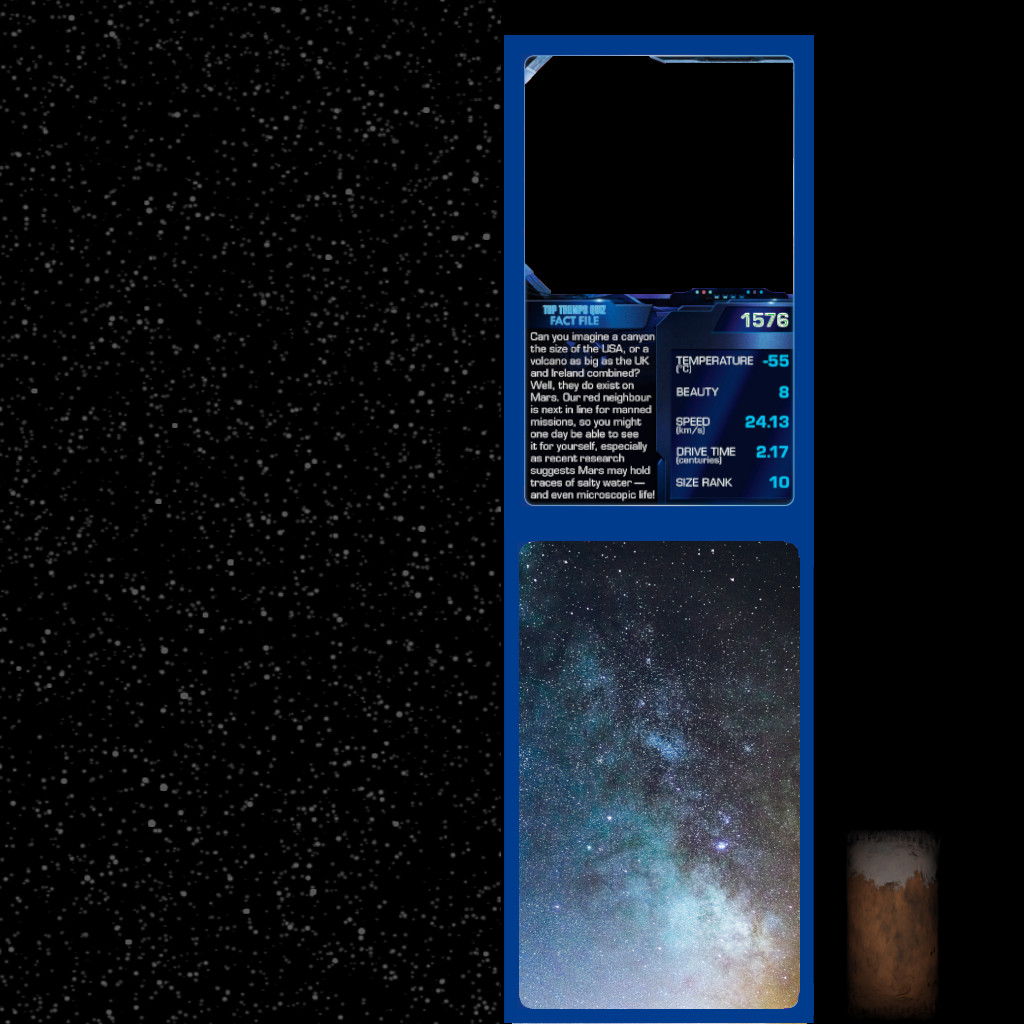 TOP TRUMPS QUIZ
FACT FILE
Can you imagine a canyon
the size of the USA, or a
volcano as big as the UK
and Ireland combined?
Well, they do exist on
Mars. Our red neighbour
is next in line for manned
missions, so you might
one day be able to see
it for yourself, especially
as recent research
suggests Mars may hold
traces of salty water —
and even microscopic life!
1576
TEMPERATURE -55
(°C)
BEAUTY 8
SPEED 24.13
(km/s)
DRIVE TIME 2.17
(centuries)
SIZE RANK 10